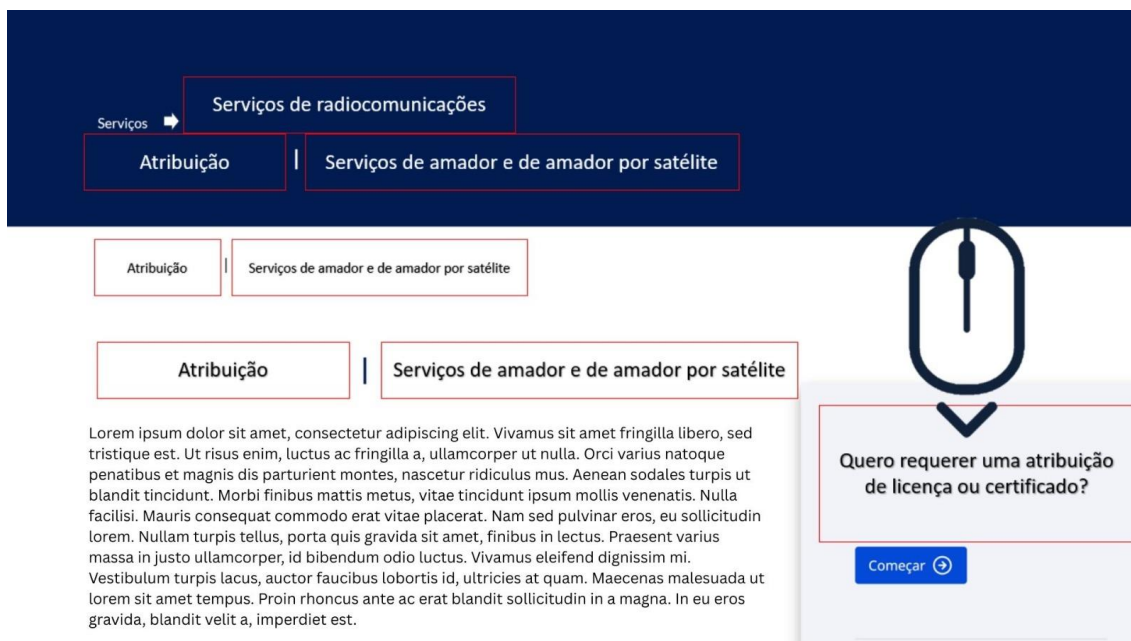 Serviços de radiocomunicações
Serviços
Atribuição | Serviços de amador e de amador por satélite
Atribuição | Serviços de amador e de amador por satélite
Atribuição | Serviços de amador e de amador por satélite
Lorem ipsum dolor sit amet, consectetur adipiscing elit. Vivamus sit amet fringilla libero, sed
tristique est. Ut risus enim, luctus ac fringilla a, ullamcorper ut nulla. Orci varius natoque
penatibus et magnis dis parturient montes, nascetur ridiculus mus. Aenean sodales turpis ut
blandit tincidunt. Morbi finibus mattis metus, vitae tincidunt ipsum mollis venenatis. Nulla
facilisi. Mauris consequat commodo erat vitae placerat. Nam sed pulvinar eros, eu sollicitudin
lorem. Nullam turpis tellus, porta quis gravida sit amet, finibus in lectus. Praesent varius
massa in justo ullamcorper, id bibendum odio luctus. Vivamus eleifend dignissim mi.
Vestibulum turpis lacus, auctor faucibus lobortis id, ultricies at quam. Maecenas malesuada ut
lorem sit amet tempus. Proin rhoncus ante ac erat blandit sollicitudin in a magna. In eu eros
gravida, blandit velit a, imperdiet est.
Quero requerer uma atribuição
de licença ou certificado?
Começar